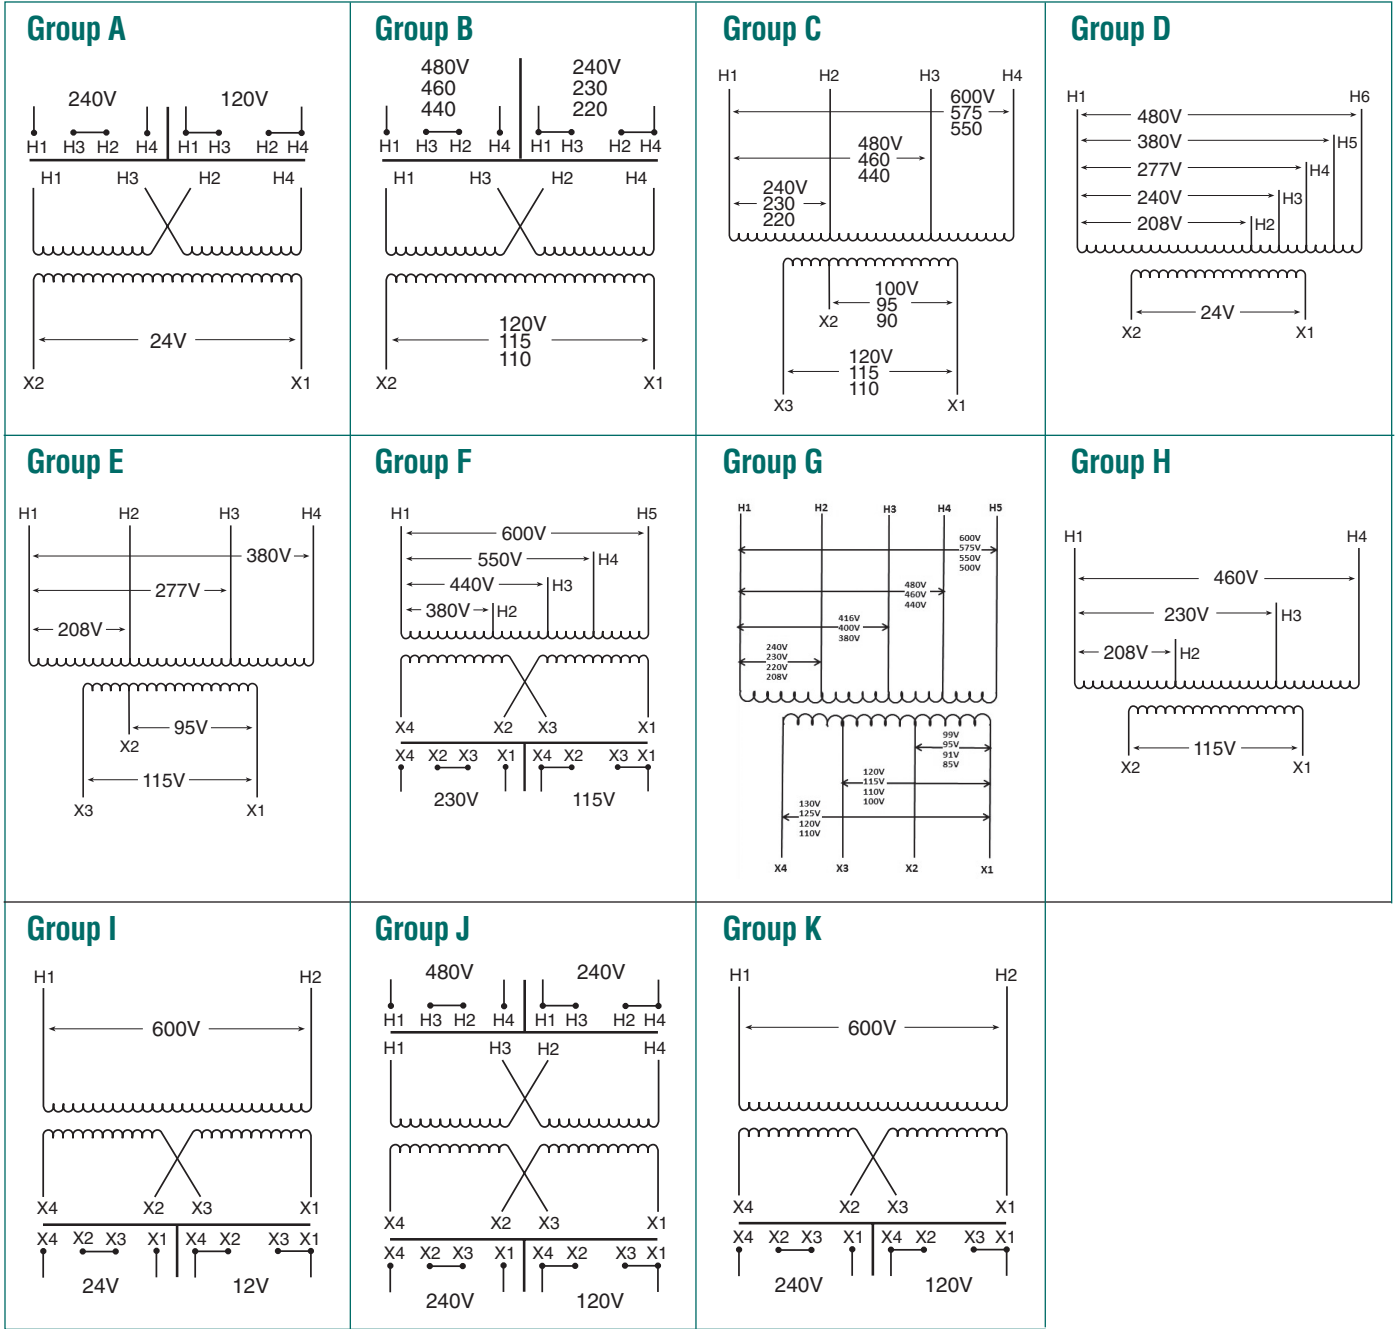 Group A
240V 120V
H1 H3 H2 H4 H1 H3 H2 H4
H1 H3 H2 H4
24V
X2 X1
Group B
480V 240V
460 230
440 220
H1 H3 H2 H4 H1 H3 H2 H4
H1 H3 H2 H4
120V
115
110
X2 X1
Group C
H1 H2 H3 H4
600V
575
550
480V
460
440
240V
230
220
100V
95
90
X2
120V
115
110
X3 X1
Group D
H1 H6
480V
380V H5
277V H4
240V H3
208V H2
24V
X2 X1
Group E
H1 H2 H3 H4
380V
277V
208V
95V
X2
115V
X3 X1
Group F
H1 H5
600V
550V H4
440V H3
380V H2
X4 X2 X3 X1
X4 X2 X3 X1 X4 X2 X3 X1
230V 115V
Group G
H1 H2 H3 H4 H5
600V
575V
550V
500V
480V
460V
440V
416V
400V
380V
240V
230V
220V
208V
99V
95V
91V
85V
120V
115V
110V
100V
130V
125V
120V
110V
X4 X3 X2 X1
Group H
H1 H4
460V
230V H3
208V H2
115V
X2 X1
Group I
H1 H2
600V
X4 X2 X3 X1
X4 X2 X3 X1 X4 X2 X3 X1
24V 12V
Group J
480V 240V
H1 H3 H2 H4 H1 H3 H2 H4
H1 H3 H2 H4
X4 X2 X3 X1
X4 X2 X3 X1 X4 X2 X3 X1
240V 120V
Group K
H1 H2
600V
X4 X2 X3 X1
X4 X2 X3 X1 X4 X2 X3 X1
240V 120V